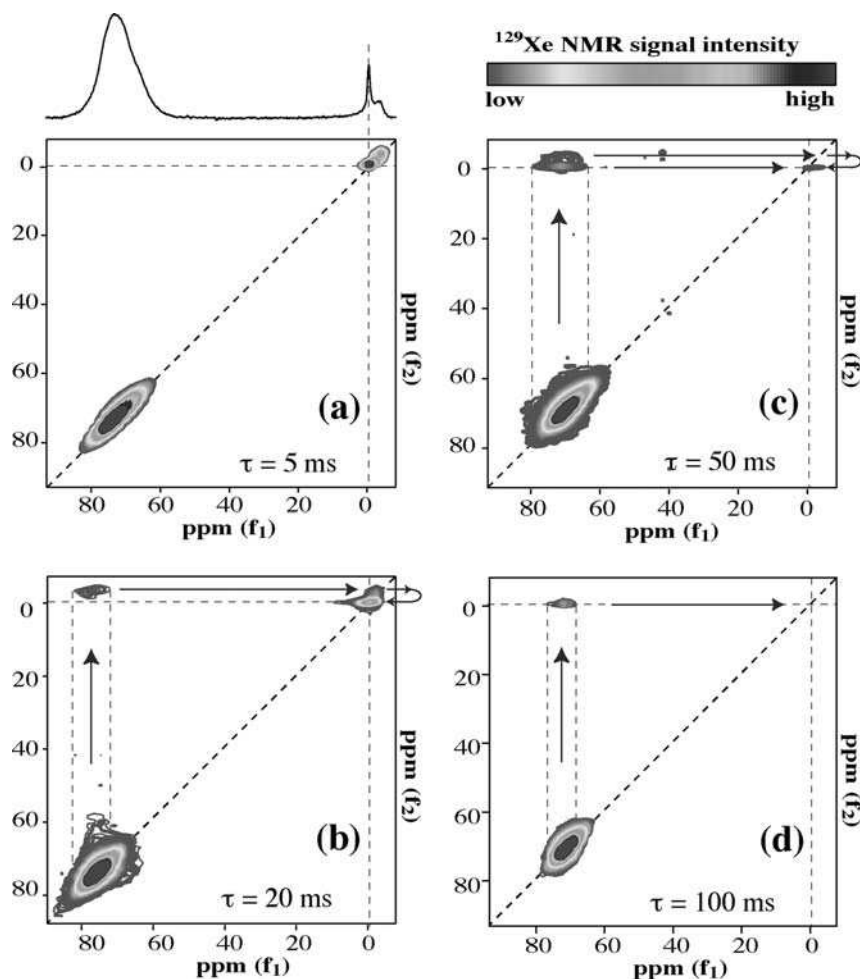 129Xe NMR signal intensity
low high
0
20
40
60
80
(a)
τ = 5 ms
80 60 40 20 0
ppm (f1)
ppm (f2)
0
20
40
60
80
(c)
τ = 50 ms
80 60 40 20 0
ppm (f1)
ppm (f2)
0
20
40
60
80
(b)
τ = 20 ms
80 60 40 20 0
ppm (f1)
ppm (f2)
0
20
40
60
80
(d)
τ = 100 ms
80 60 40 20 0
ppm (f1)
ppm (f2)